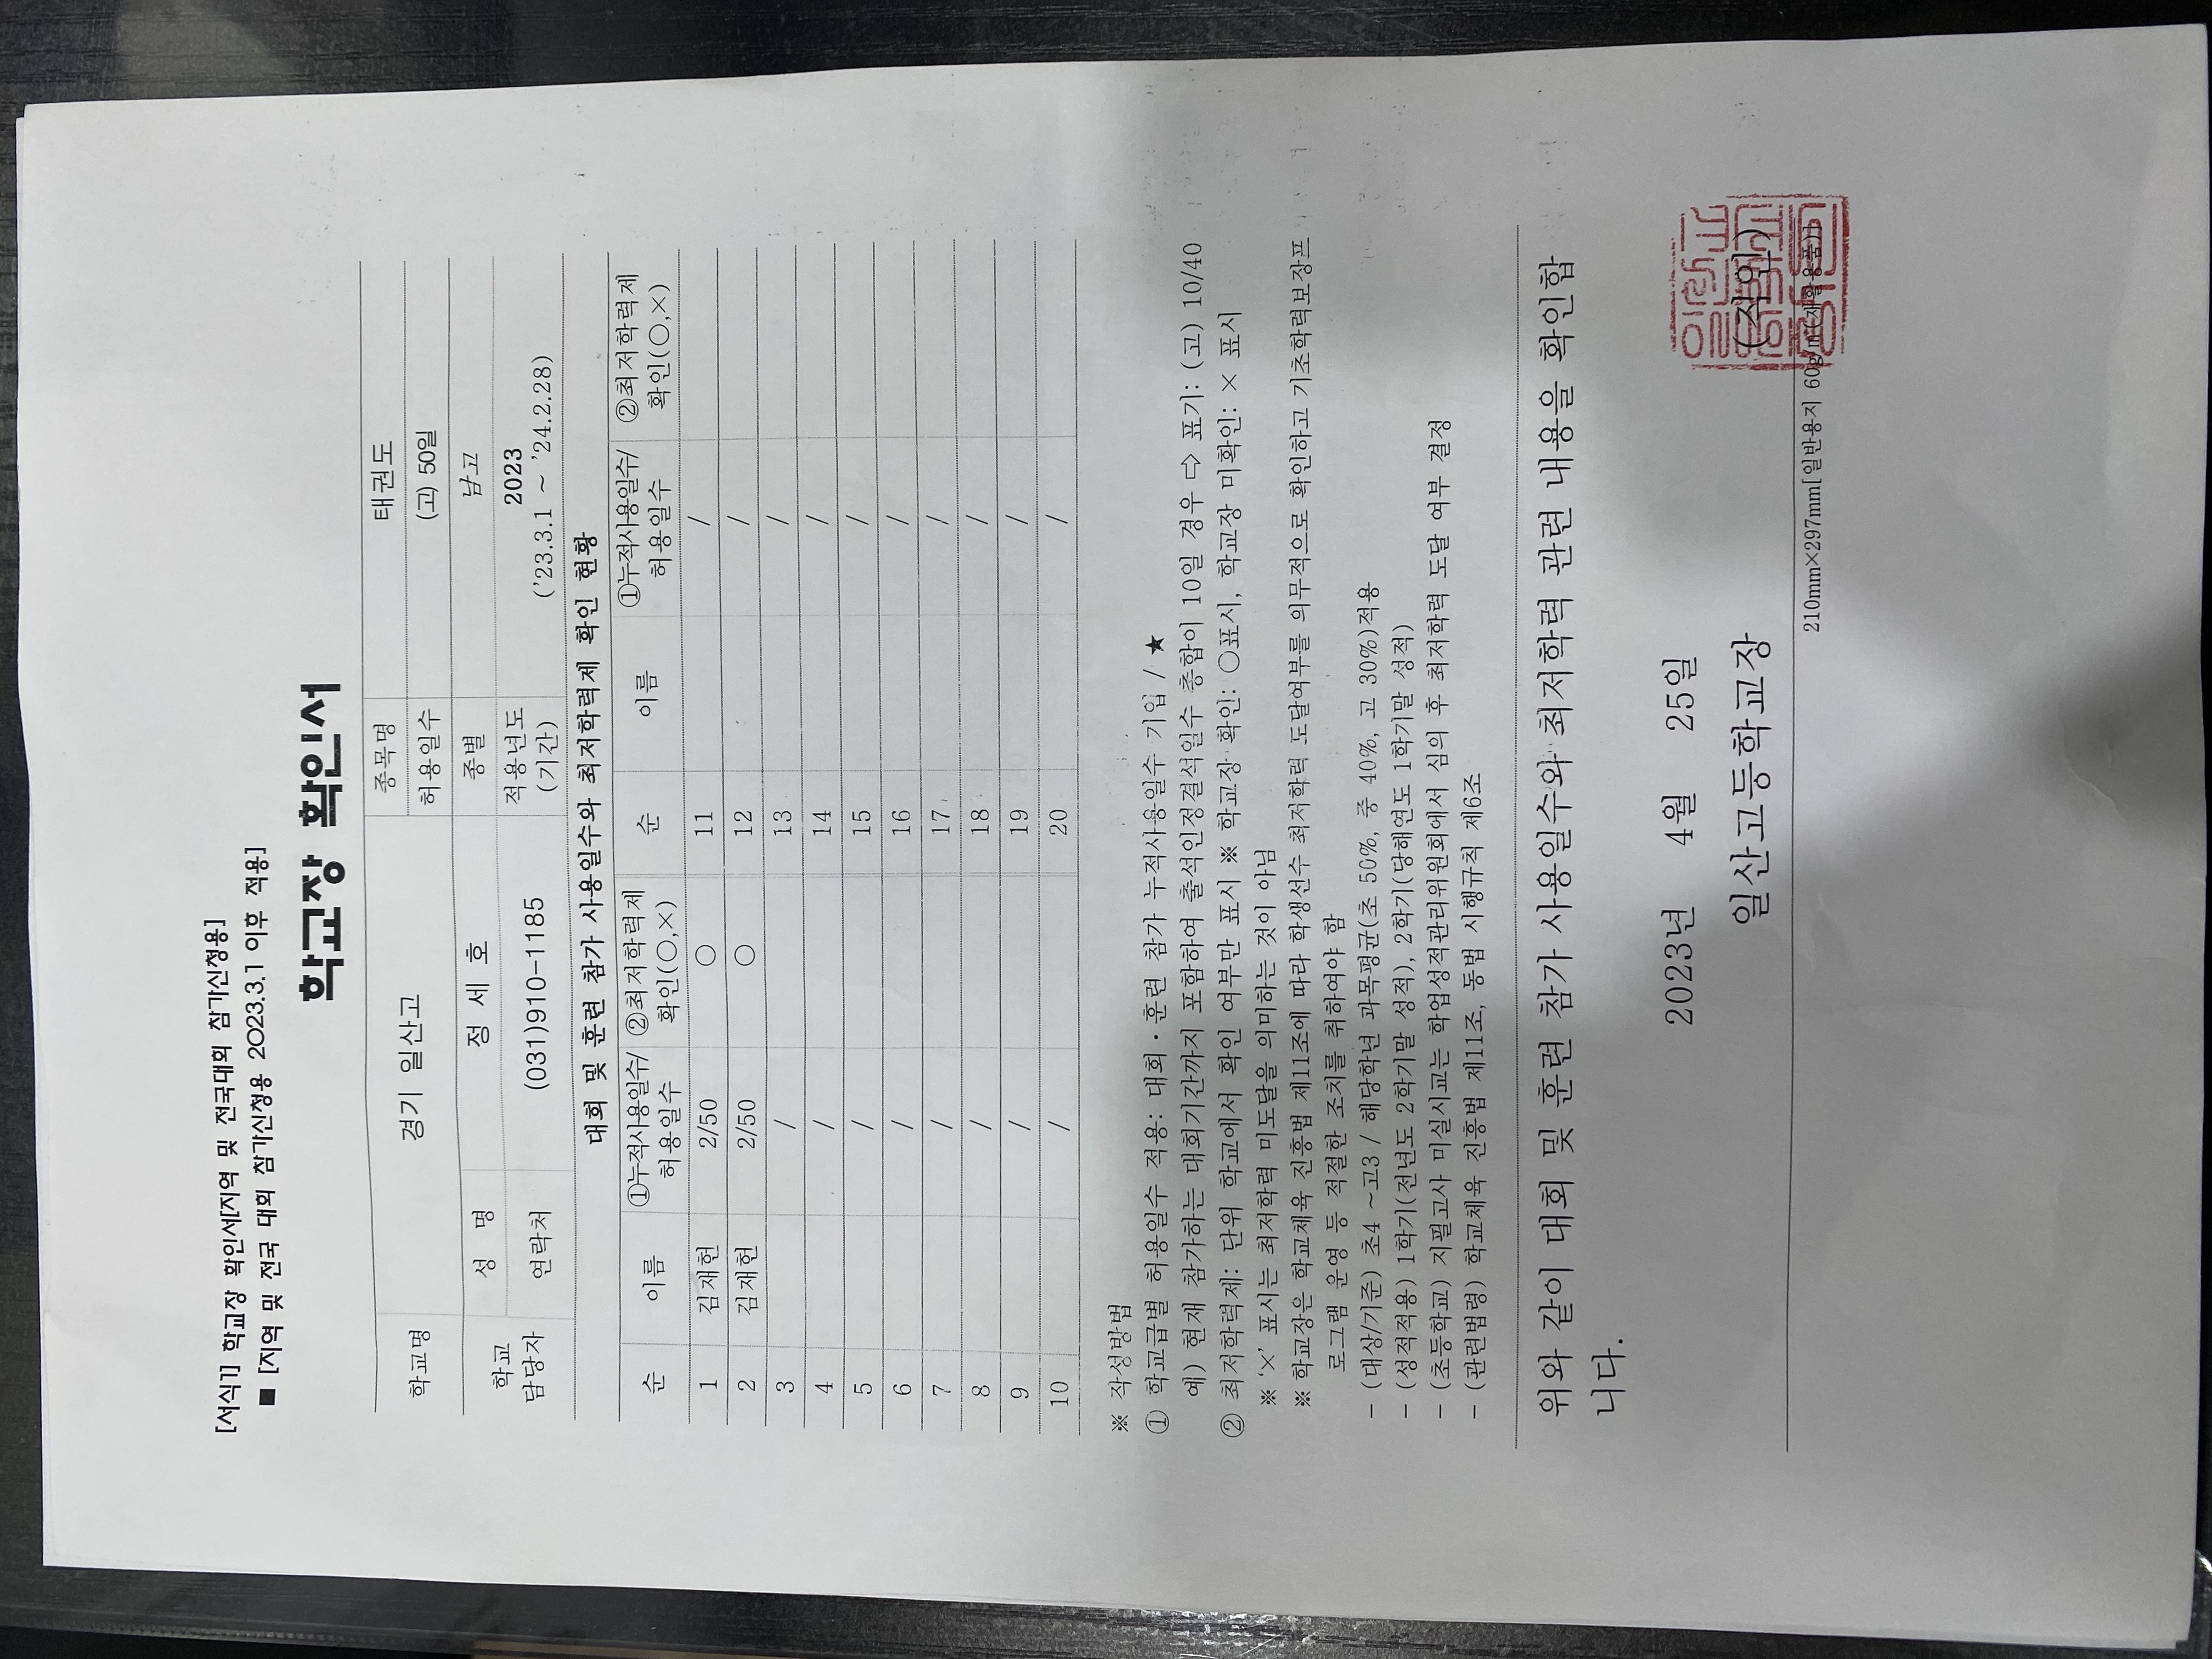 [서식1] 학교장 확인서[지역 및 전국대회 참가신청용]
■ [지역 및 전국 대회 참가신청용 2023.3.1 이후 적용]
학교장 확인서
학교명 경기 일산고 종목명 태권도
허용일수 (고) 50일
학교 담당자 성 명 정 세 호 종별 남고
연락처 (031)910-1185 적용년도 (기간) 2023
('23.3.1 ~ '24.2.28)
대회 및 훈련 참가 사용일수와 최저학력제 확인 현황
순 이름 ①누적사용일수/허용일수 ②최저학력제 확인(○,×) 순 이름 ①누적사용일수/허용일수 ②최저학력제 확인(○,×)
1 김재헌 2/50 ○ 11 /
2 김재헌 2/50 ○ 12 /
3 / 13 /
4 / 14 /
5 / 15 /
6 / 16 /
7 / 17 /
8 / 18 /
9 / 19 /
10 / 20 /
※ 작성방법
① 학교급별 허용일수 적용: 대회·훈련 참가 누적사용일수 기입 / ★
예) 현재 참가하는 대회기간까지 포함하여 출석인정결석일수 총합이 10일 경우 ⇨ 표기: (고) 10/40
② 최저학력제: 단위 학교에서 확인 여부만 표시 ※ 학교장 확인: ○표시, 학교장 미확인: × 표시
※ '×' 표시는 최저학력 미도달을 의미하는 것이 아님
※ 학교장은 학교체육 진흥법 제11조에 따라 학생선수 최저학력 도달여부를 의무적으로 확인하고 기초학력보장프
로그램 운영 등 적절한 조치를 취하여야 함
- (대상/기준) 초4 ~고3 / 해당학년 과목평균(초 50%, 중 40%, 고 30%)적용
- (성적적용) 1학기(전년도 2학기말 성적), 2학기(당해연도 1학기말 성적)
- (초등학교) 지필고사 미실시교는 학업성적관리위원회에서 심의 후 최저학력 도달 여부 결정
- (관련법령) 학교체육 진흥법 제11조, 동법 시행규칙 제6조
위와 같이 대회 및 훈련 참가 사용일수와 최저학력 관련 내용을 확인합
니다.
2023년 4월 25일
일산고등학교장 (직인)
210mm×297mm[일반용지 60g/㎡(재활용품)]